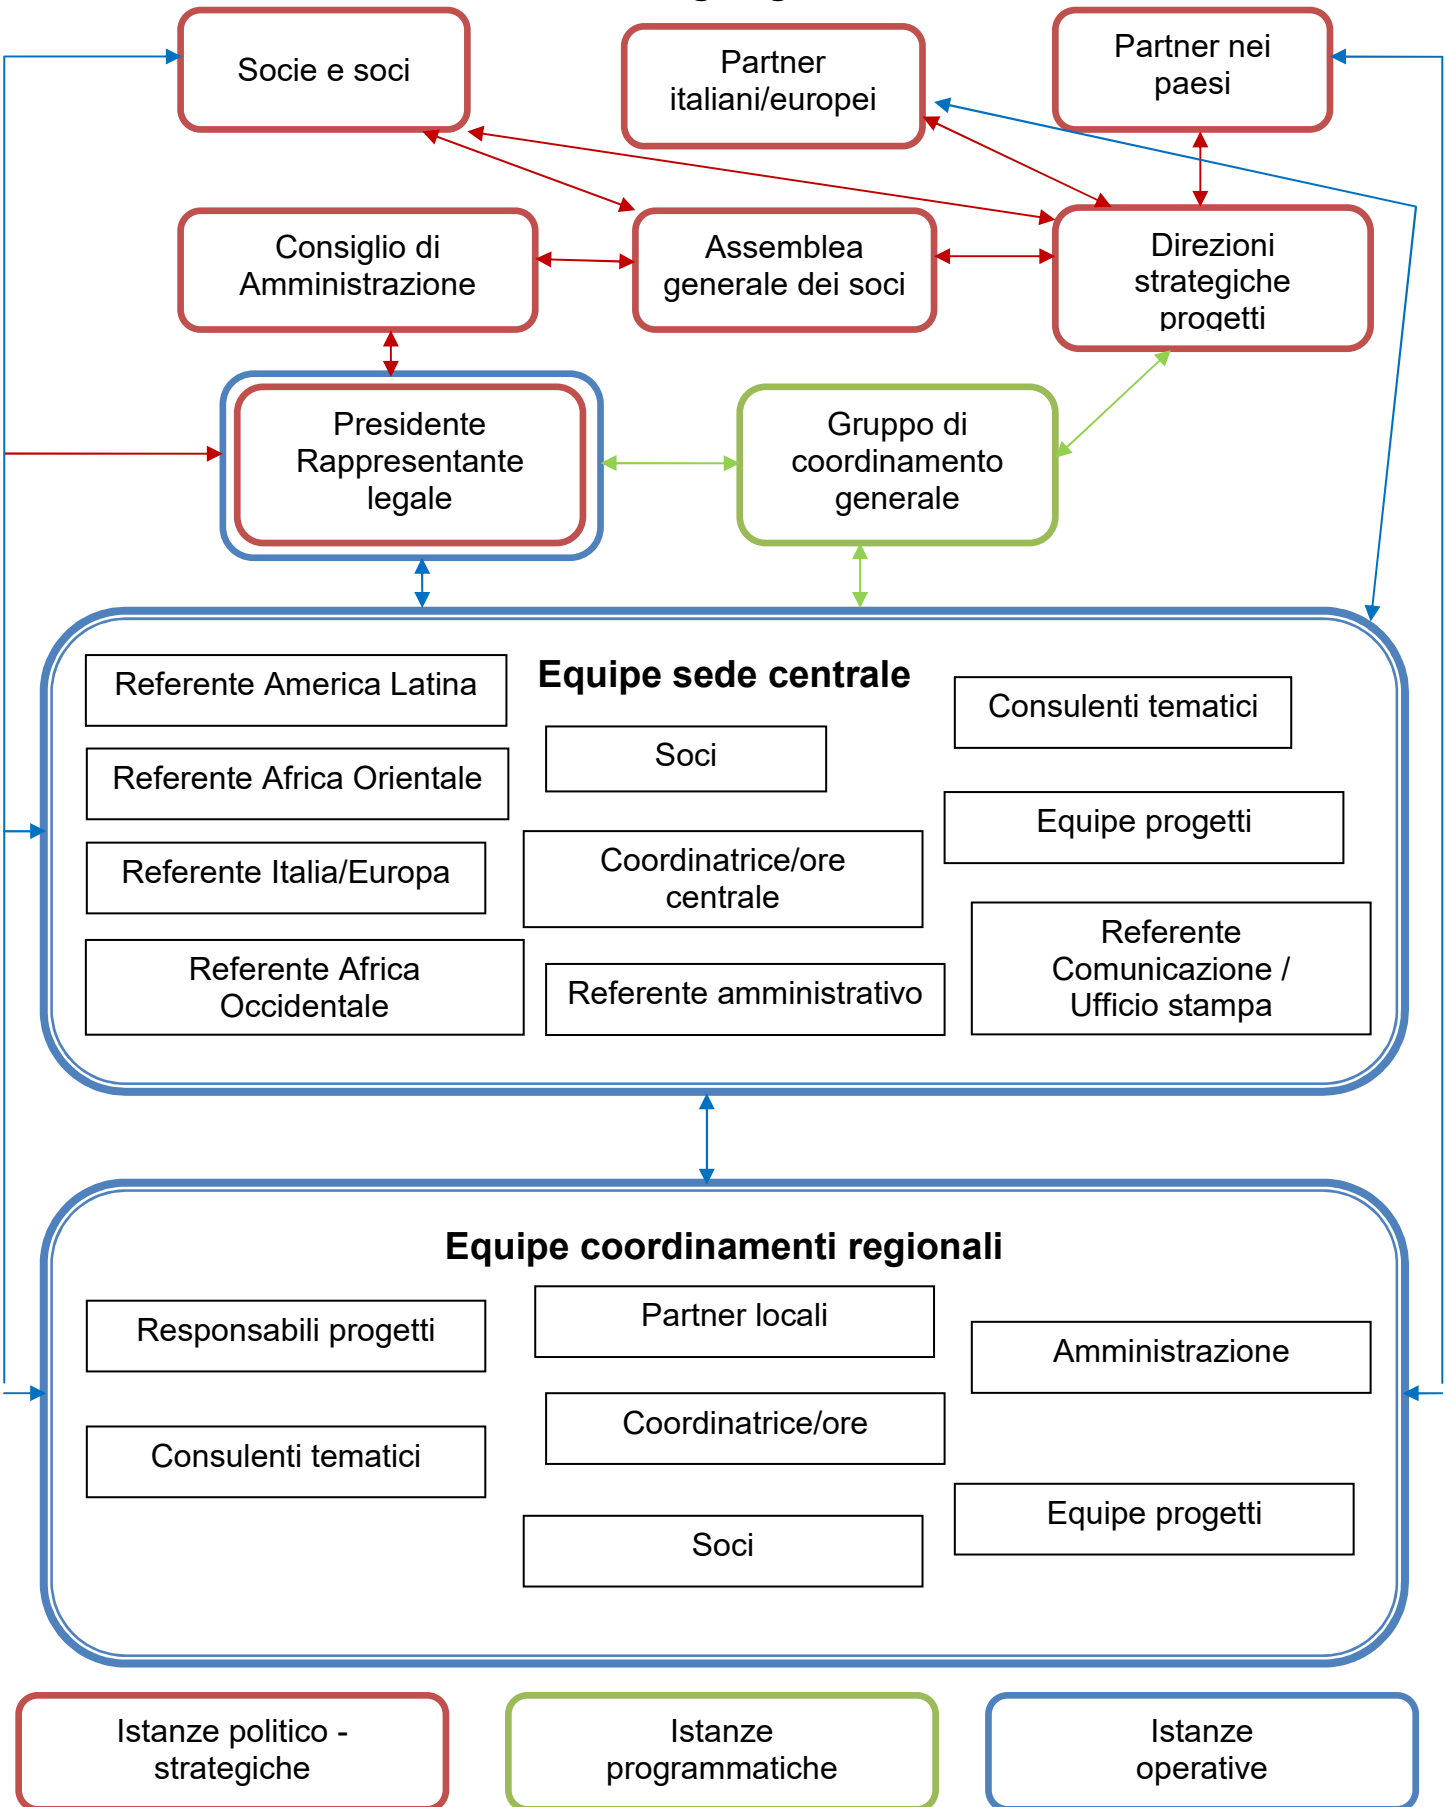 Socie e soci
Partner
italiani/europei
Partner nei
paesi
Consiglio di
Amministrazione
Assemblea
generale dei soci
Direzioni
strategiche
progetti
Presidente
Rappresentante
legale
Gruppo di
coordinamento
generale
Equipe sede centrale
Referente America Latina
Referente Africa Orientale
Referente Italia/Europa
Referente Africa
Occidentale
Soci
Coordinatrice/ore
centrale
Referente amministrativo
Consulenti tematici
Equipe progetti
Referente
Comunicazione /
Ufficio stampa
Equipe coordinamenti regionali
Responsabili progetti
Consulenti tematici
Partner locali
Coordinatrice/ore
Soci
Amministrazione
Equipe progetti
Istanze politico -
strategiche
Istanze
programmatiche
Istanze
operative